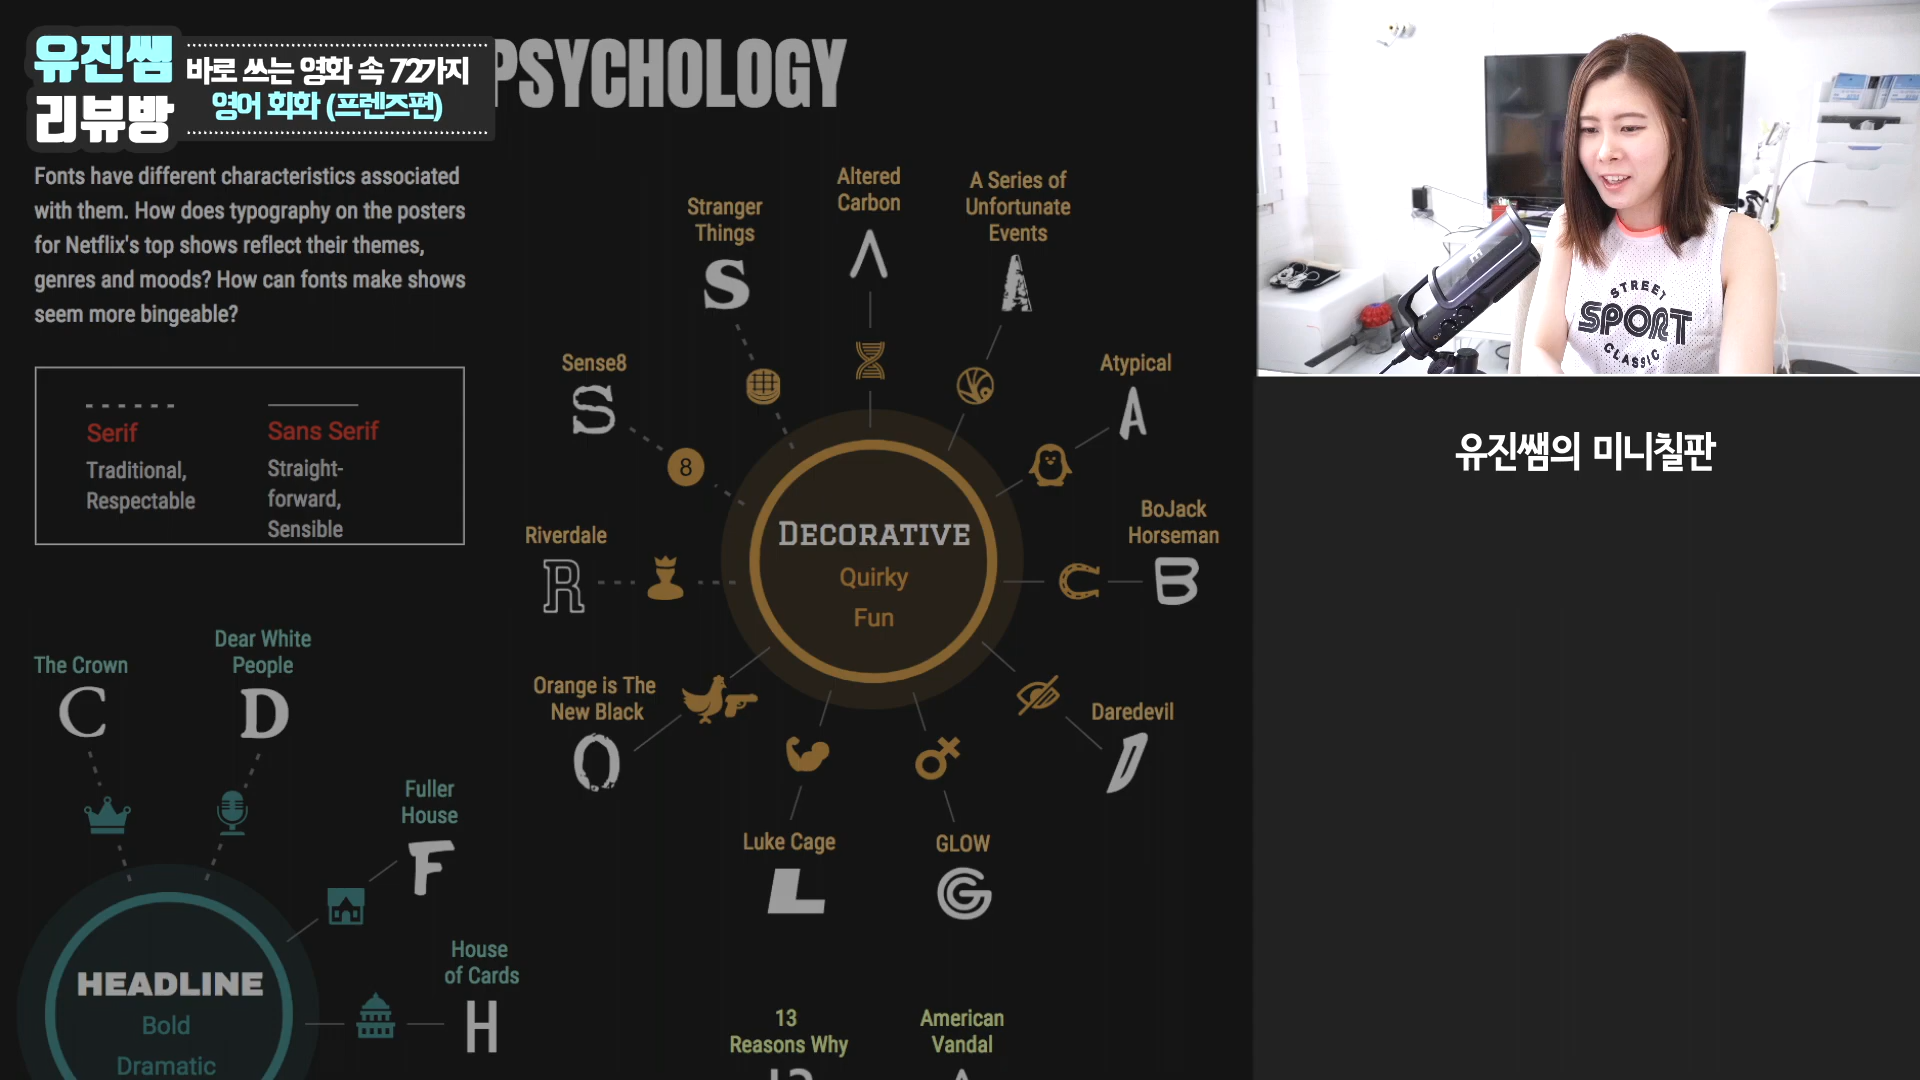 유진쌤
리뷰방
바로 쓰는 영화 속 72가지
영어 회화 (프렌즈편)
PSYCHOLOGY
Fonts have different characteristics associated
with them. How does typography on the posters
for Netflix's top shows reflect their themes,
genres and moods? How can fonts make shows
seem more bingeable?
Serif
Traditional,
Respectable
Sans Serif
Straight-
forward,
Sensible
Stranger
Things
S
Altered
Carbon
Λ
A Series of
Unfortunate
Events
A
Sense8
S
8
Atypical
A
Riverdale
R
BoJack
Horseman
B
DECORATIVE
Quirky
Fun
Orange is The
New Black
O
Daredevil
D
Luke Cage
L
GLOW
G
The Crown
C
Dear White
People
D
Fuller
House
F
House
of Cards
H
HEADLINE
Bold
Dramatic
13
Reasons Why
American
Vandal
STREET
SPORT
CLASSIC
유진쌤의 미니칠판